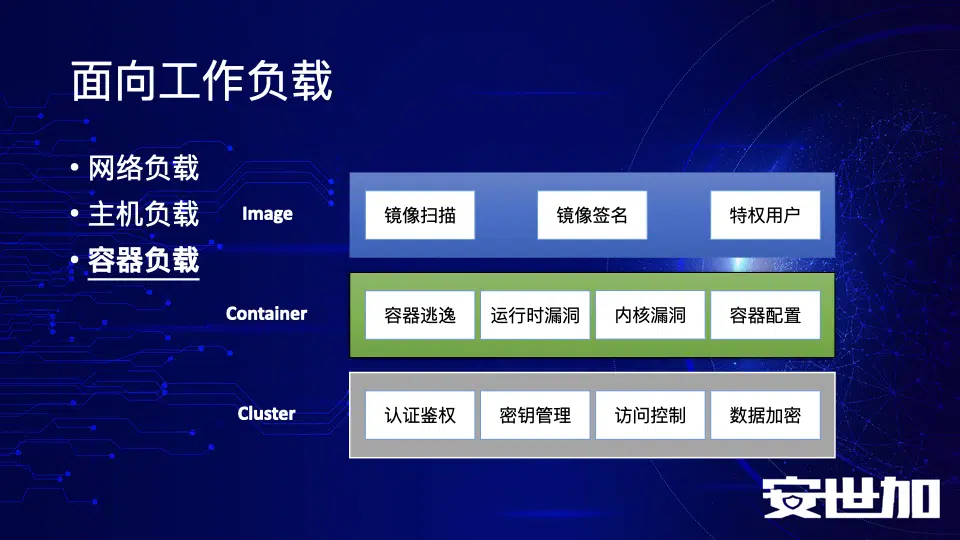 面向工作负载
• 网络负载
• 主机负载
• 容器负载
Image
镜像扫描 镜像签名 特权用户
Container
容器逃逸 运行时漏洞 内核漏洞 容器配置
Cluster
认证鉴权 密钥管理 访问控制 数据加密
安世加